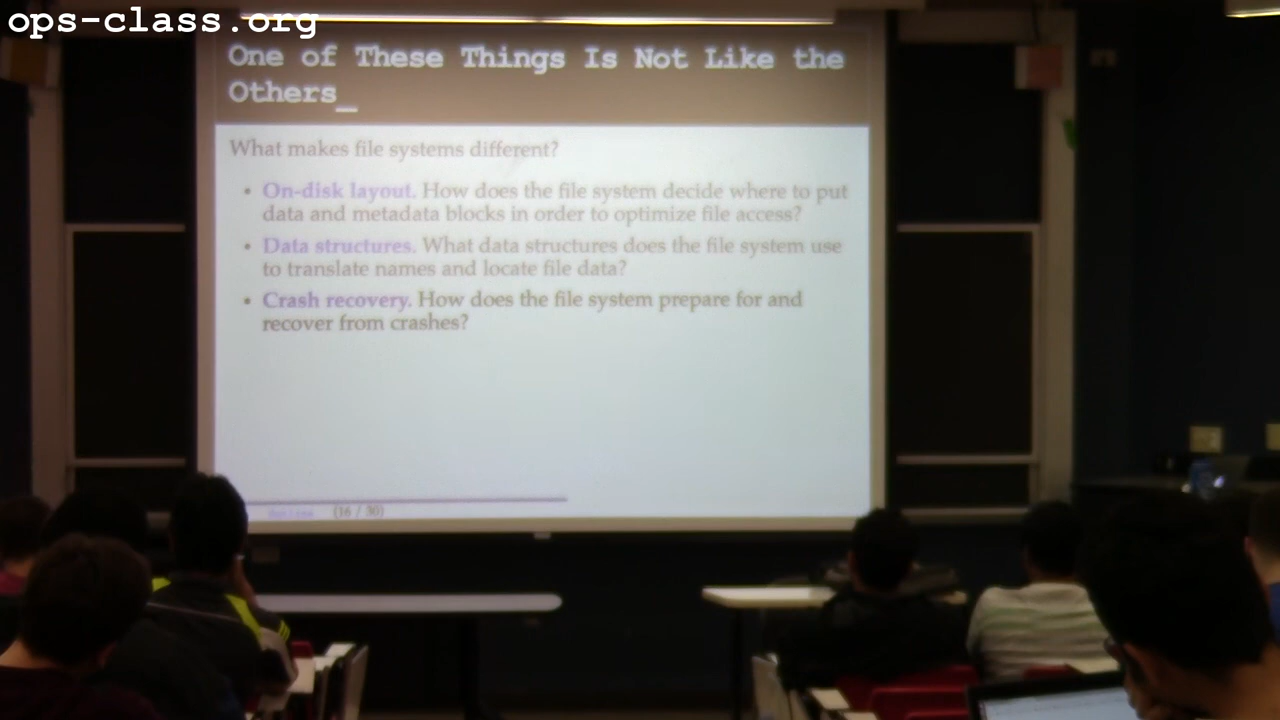 ops-class.org
One of These Things Is Not Like the
Others_
What makes file systems different?
• On-disk layout. How does the file system decide where to put
data and metadata blocks in order to optimize file access?
• Data structures. What data structures does the file system use
to translate names and locate file data?
• Crash recovery. How does the file system prepare for and
recover from crashes?
(16 / 30)